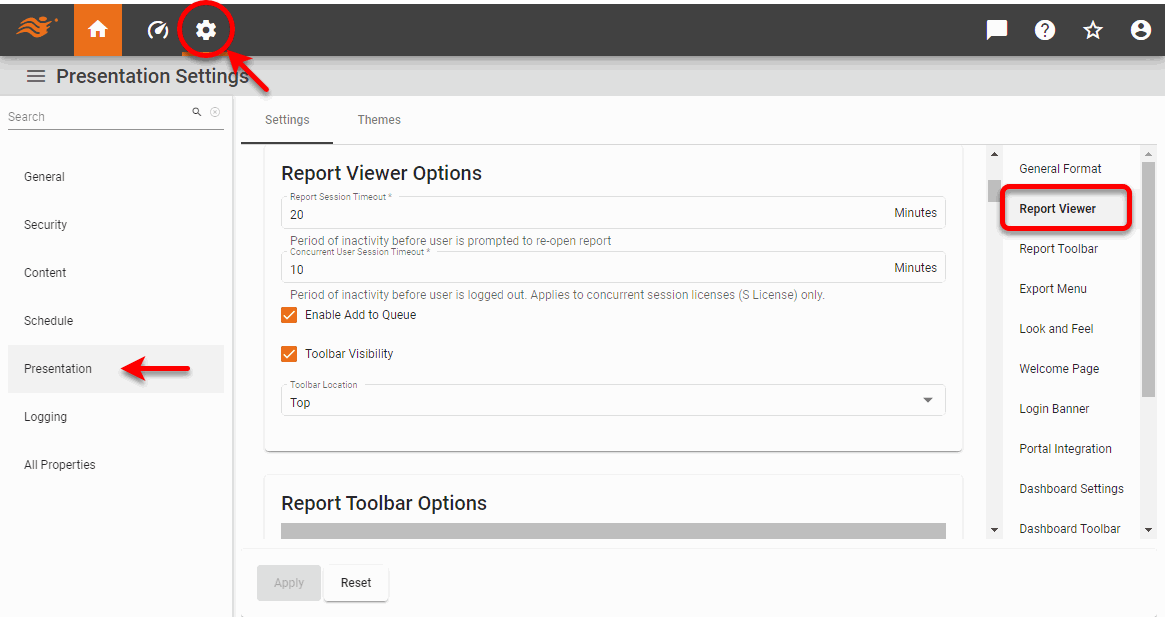 Presentation Settings
Search
General
Security
Content
Schedule
Presentation
Logging
All Properties
Settings Themes
Report Viewer Options
Report Session Timeout *
20 Minutes
Period of inactivity before user is prompted to re-open report
Concurrent User Session Timeout *
10 Minutes
Period of inactivity before user is logged out. Applies to concurrent session licenses (S License) only.
Enable Add to Queue
Toolbar Visibility
Toolbar Location
Top
Report Toolbar Options
Apply Reset
General Format
Report Viewer
Report Toolbar
Export Menu
Look and Feel
Welcome Page
Login Banner
Portal Integration
Dashboard Settings
Dashboard Toolbar